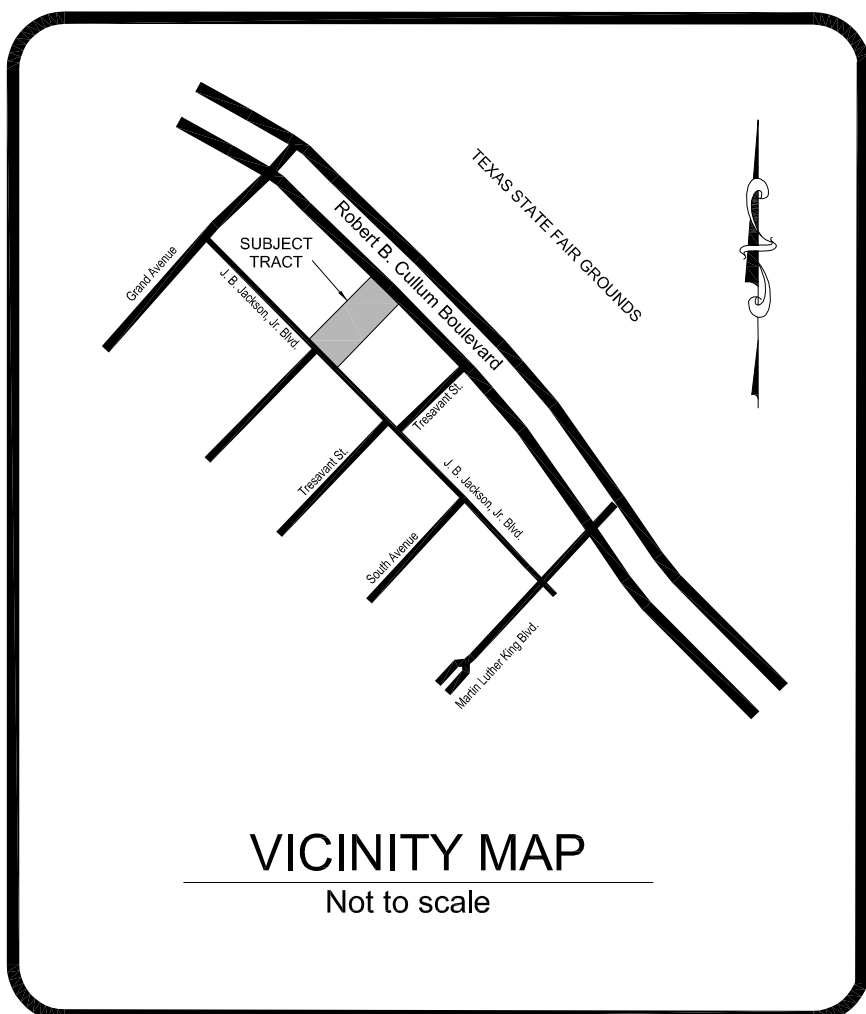 TEXAS STATE FAIR GROUNDS
Robert B. Cullum Boulevard
SUBJECT
TRACT
Grand Avenue
J. B. Jackson, Jr. Blvd.
Tresavant St.
Tresavant St.
J. B. Jackson, Jr. Blvd.
South Avenue
Martin Luther King Blvd.
VICINITY MAP
Not to scale